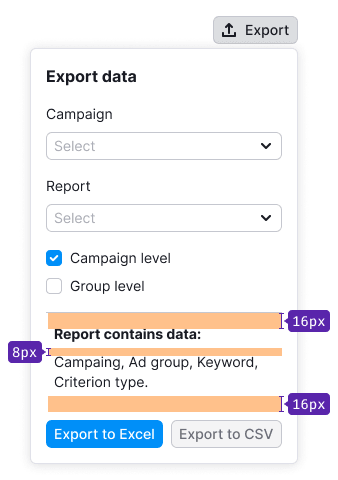 Export
Export data
Campaign
Select
Report
Select
Campaign level
Group level
16px
Report contains data:
8px
Campaing, Ad group, Keyword,
Criterion type.
16px
Export to Excel
Export to CSV